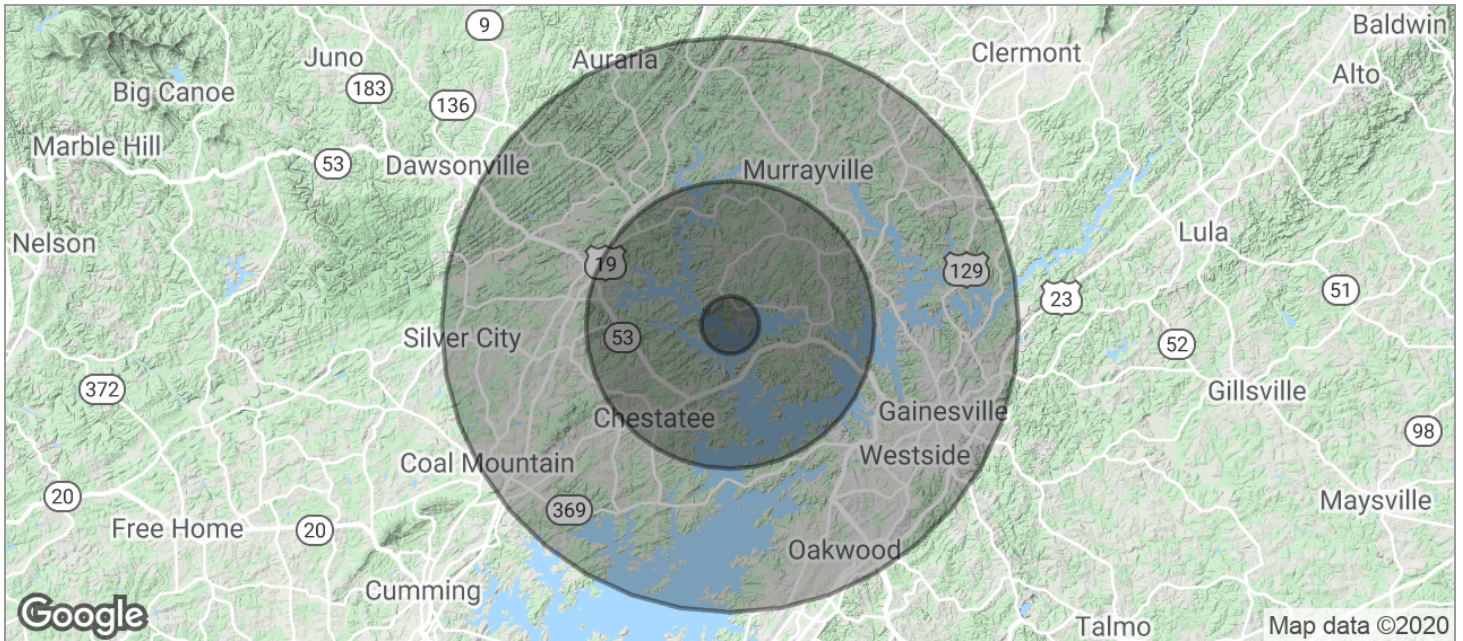 9
Baldwin
Juno
Auraria
Clermont
Alto
Big Canoe
183
136
Marble Hill
53
Dawsonville
Murrayville
Nelson
Lula
19
129
23
51
Silver City
53
52
372
Gillsville
Chestatee
Gainesville
98
Coal Mountain
Westside
20
369
Maysville
Free Home
20
Oakwood
Cumming
Google
Talmo
Map data ©2020